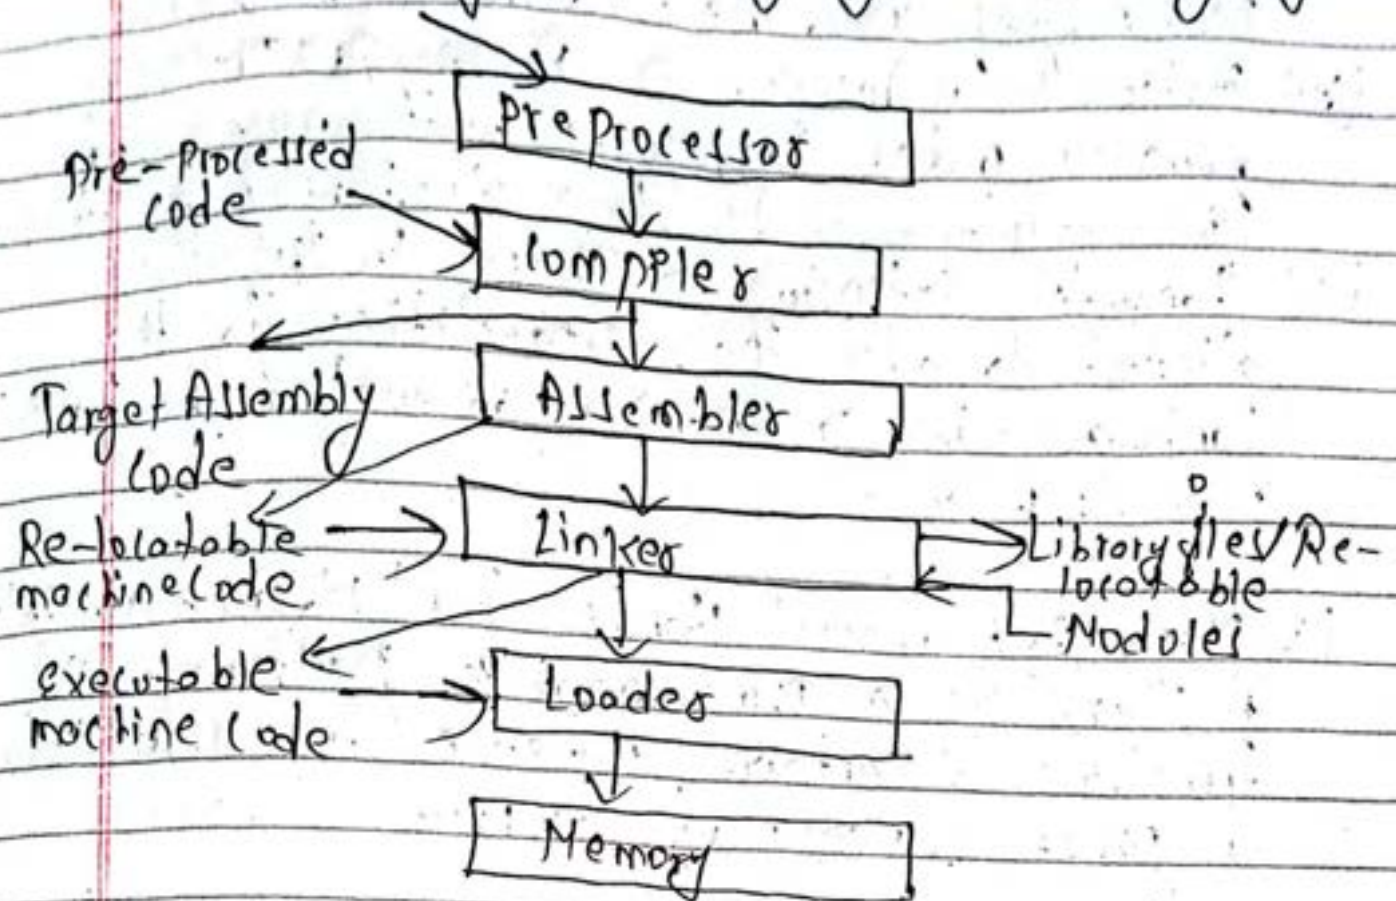 Preprocessor
Pre-Processed
code
Compiler
Assembler
Target Assembly
Code
Linker
Re-locatable
machine Code
Library files/Re-
locatable
Modules
Loader
executable
machine Code
Memory